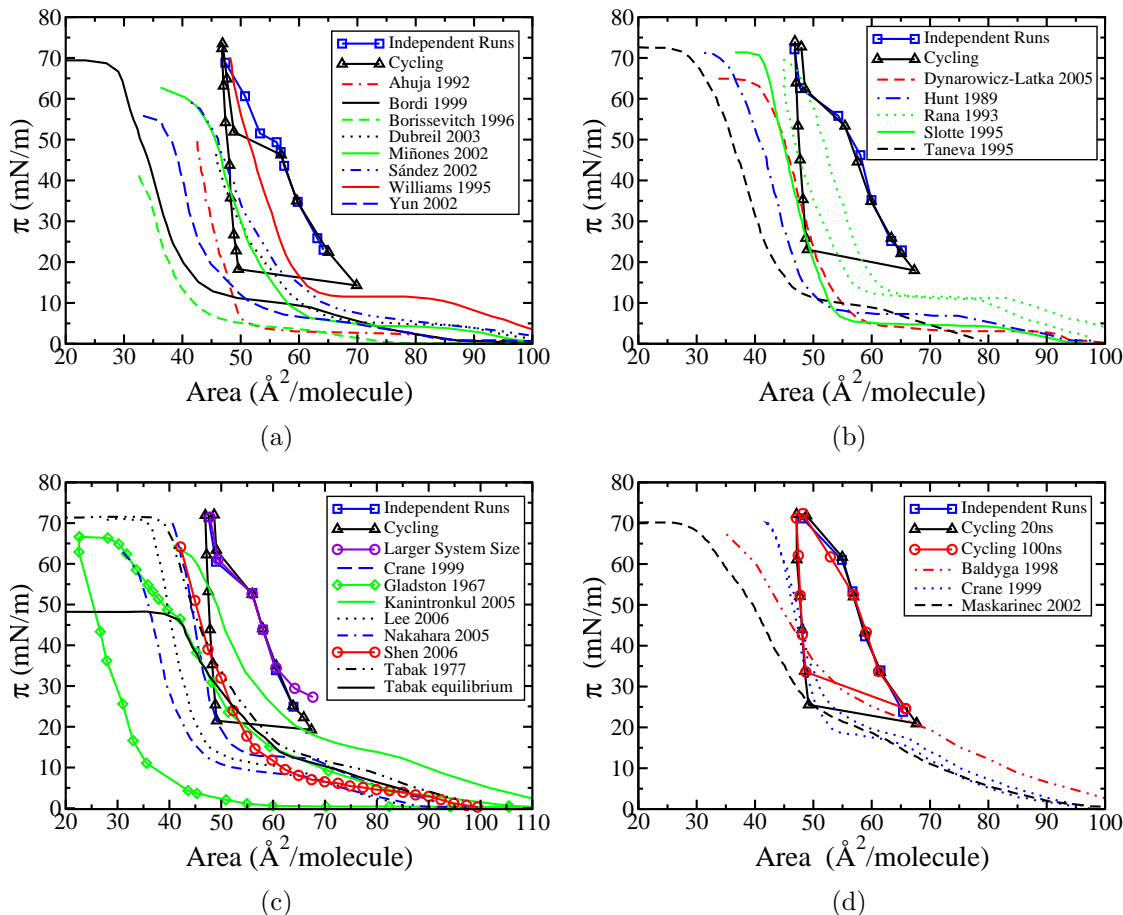 80
70
60
50
40
30
20
10
0
π (mN/m)
20 30 40 50 60 70 80 90 100
Area (Å²/molecule)
Independent Runs
Cycling
Ahuja 1992
Bordi 1999
Borissevitch 1996
Dubreil 2003
Miñones 2002
Sández 2002
Williams 1995
Yun 2002
(a)
80
70
60
50
40
30
20
10
0
π (mN/m)
20 30 40 50 60 70 80 90 100
Area (Å²/molecule)
Independent Runs
Cycling
Dynarowicz-Latka 2005
Hunt 1989
Rana 1993
Slotte 1995
Taneva 1995
(b)
80
70
60
50
40
30
20
10
0
π (mN/m)
20 30 40 50 60 70 80 90 100 110
Area (Å²/molecule)
Independent Runs
Cycling
Larger System Size
Crane 1999
Gladston 1967
Kanintronkul 2005
Lee 2006
Nakahara 2005
Shen 2006
Tabak 1977
Tabak equilibrium
(c)
80
70
60
50
40
30
20
10
0
π (mN/m)
20 30 40 50 60 70 80 90 100
Area (Å²/molecule)
Independent Runs
Cycling 20ns
Cycling 100ns
Baldyga 1998
Crane 1999
Maskarinec 2002
(d)